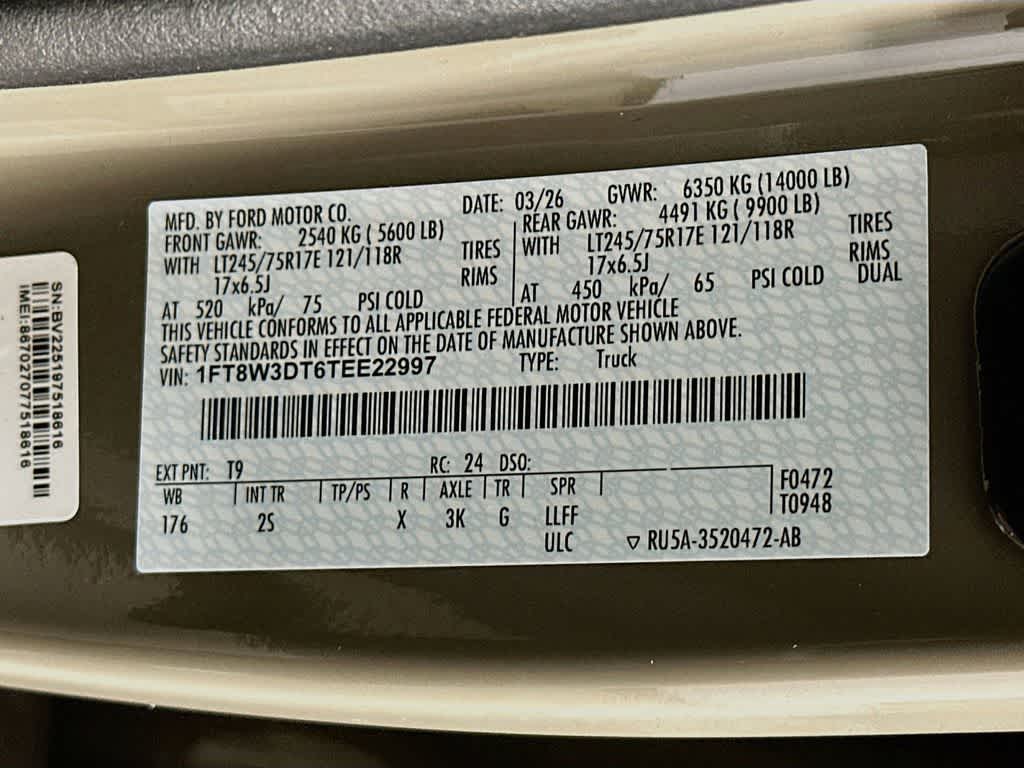 SN:BV225197518616
IMEI:867027077518616
MFD. BY FORD MOTOR CO.
DATE: 03/26
GVWR: 6350 KG (14000 LB)
FRONT GAWR: 2540 KG ( 5600 LB)
WITH LT245/75R17E 121/118R TIRES
17x6.5J RIMS
AT 520 kPa/ 75 PSI COLD
REAR GAWR: 4491 KG ( 9900 LB)
WITH LT245/75R17E 121/118R TIRES
17x6.5J RIMS
AT 450 kPa/ 65 PSI COLD DUAL
THIS VEHICLE CONFORMS TO ALL APPLICABLE FEDERAL MOTOR VEHICLE
SAFETY STANDARDS IN EFFECT ON THE DATE OF MANUFACTURE SHOWN ABOVE.
VIN: 1FT8W3DT6TEE22997 TYPE: Truck
EXT PNT: T9 RC: 24 DSO:
WB INT TR TP/PS R AXLE TR SPR F0472
176 2S X 3K G LLFF T0948
ULC ▽ RU5A-3520472-AB